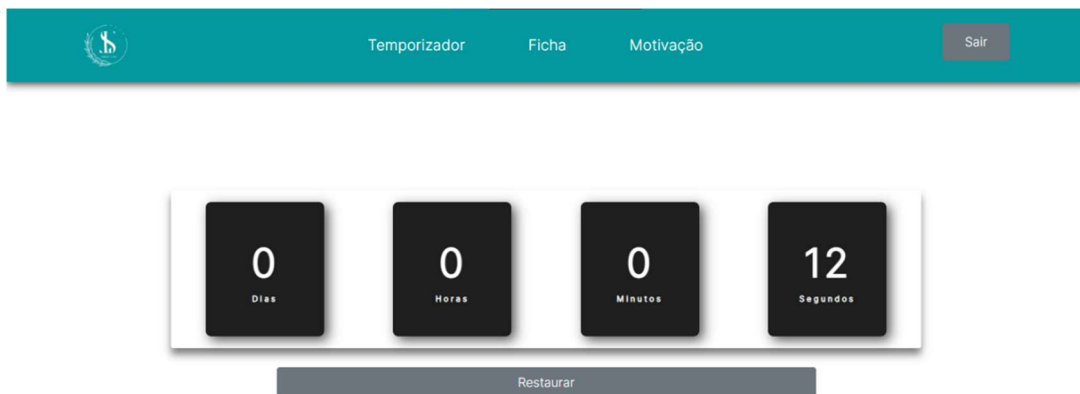 Temporizador Ficha Motivação Sair
0 0 0 12
Dias Horas Minutos Segundos
Restaurar